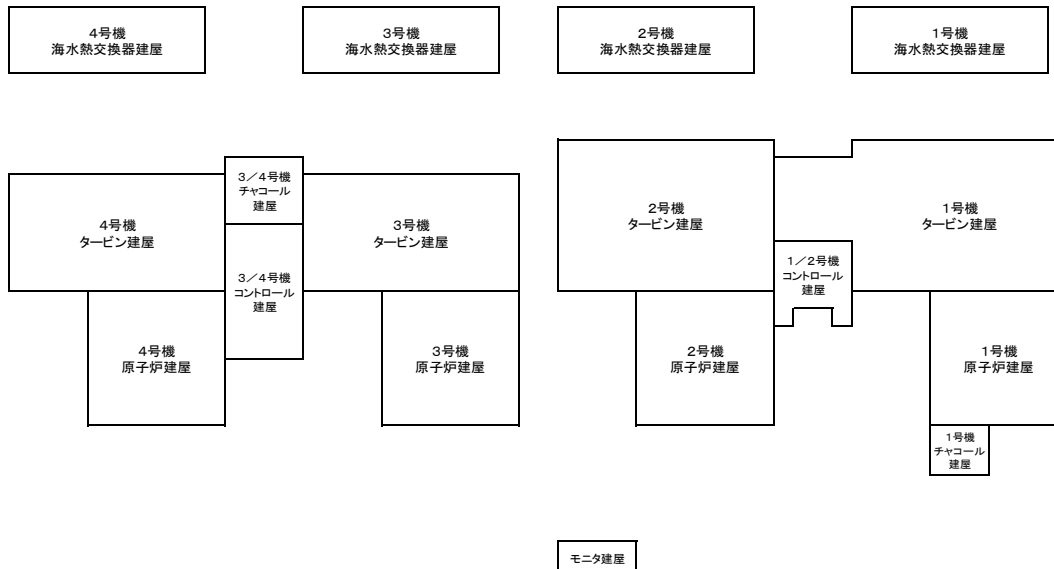 4号機
海水熱交換器建屋
3号機
海水熱交換器建屋
2号機
海水熱交換器建屋
1号機
海水熱交換器建屋
3／4号機
チャコール
建屋
4号機
タービン建屋
3号機
タービン建屋
2号機
タービン建屋
1号機
タービン建屋
3／4号機
コントロール
建屋
1／2号機
コントロール
建屋
4号機
原子炉建屋
3号機
原子炉建屋
2号機
原子炉建屋
1号機
原子炉建屋
1号機
チャコール
建屋
モニタ建屋